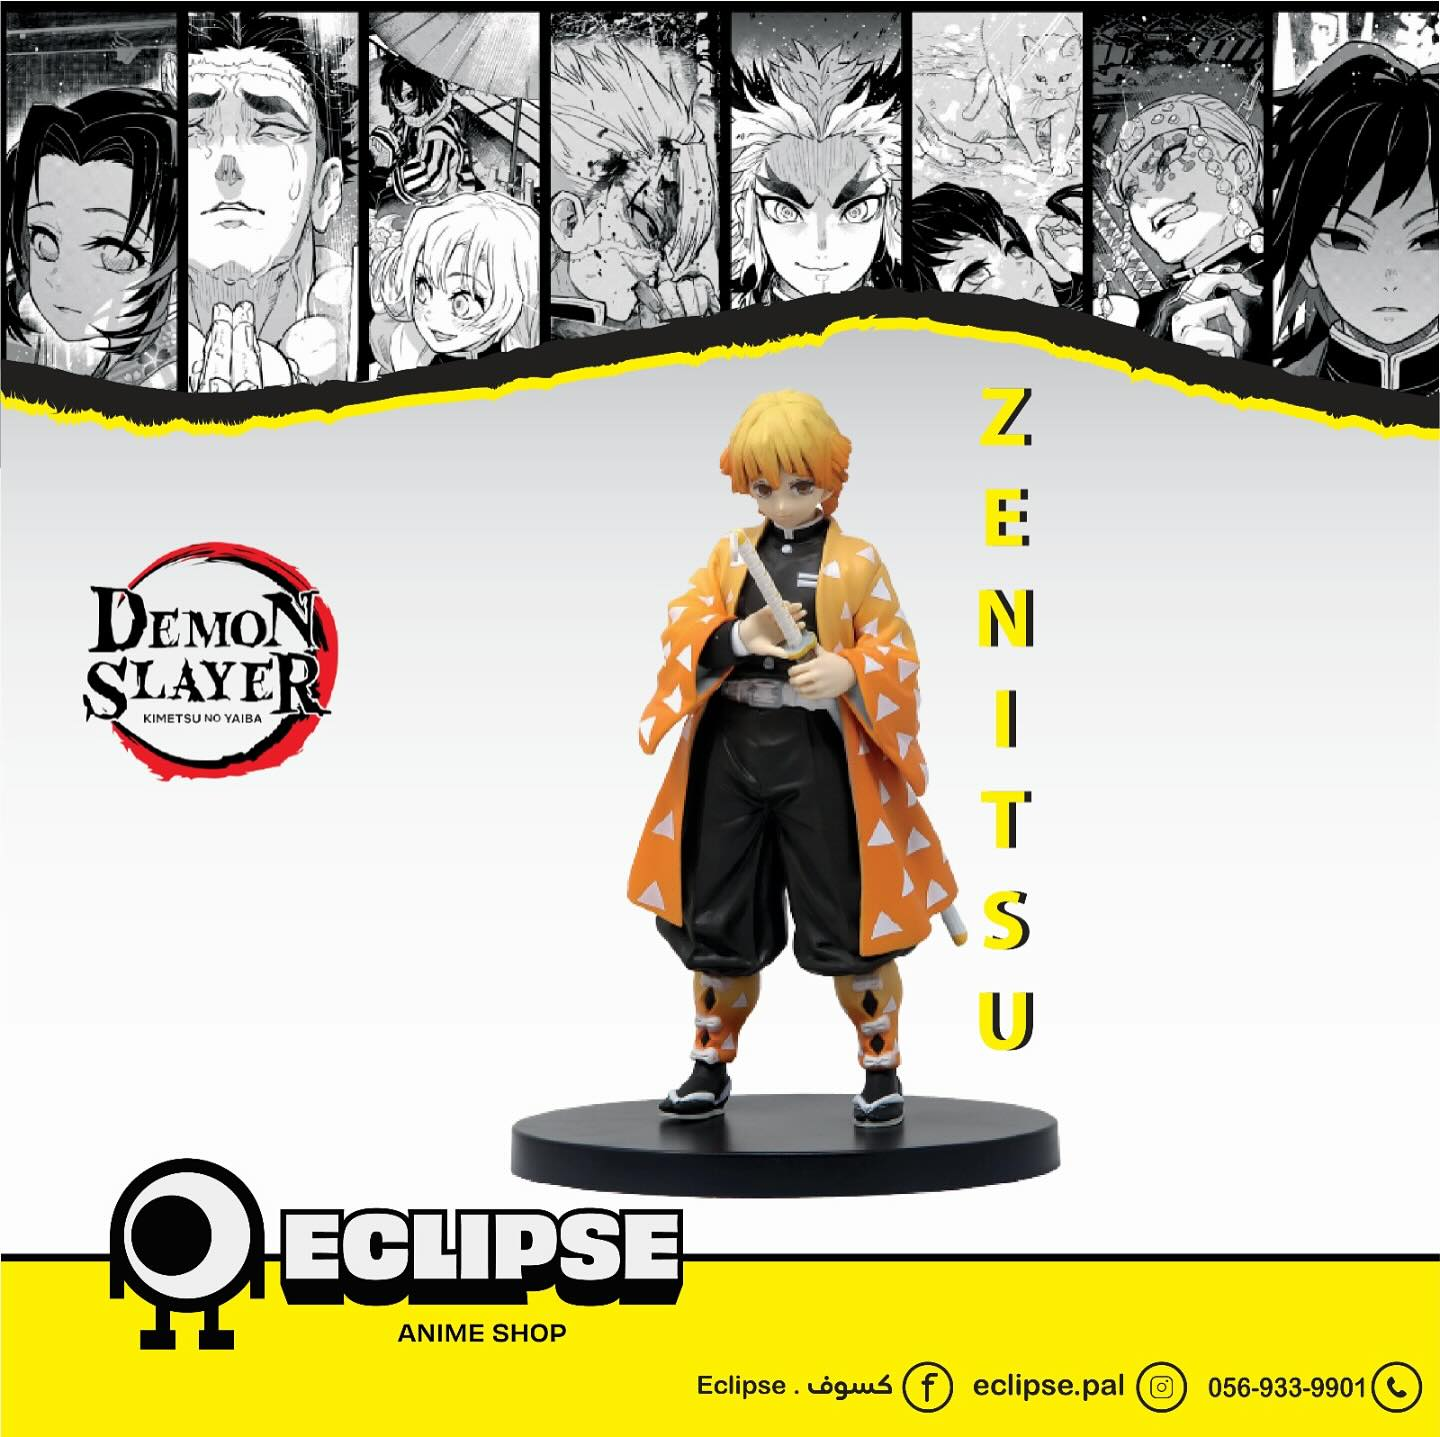 ZENITSU
DEMON
SLAYER
KIMETSU NO YAIBA
ECLIPSE
ANIME SHOP
Eclipse . كسوف
eclipse.pal
056-933-9901